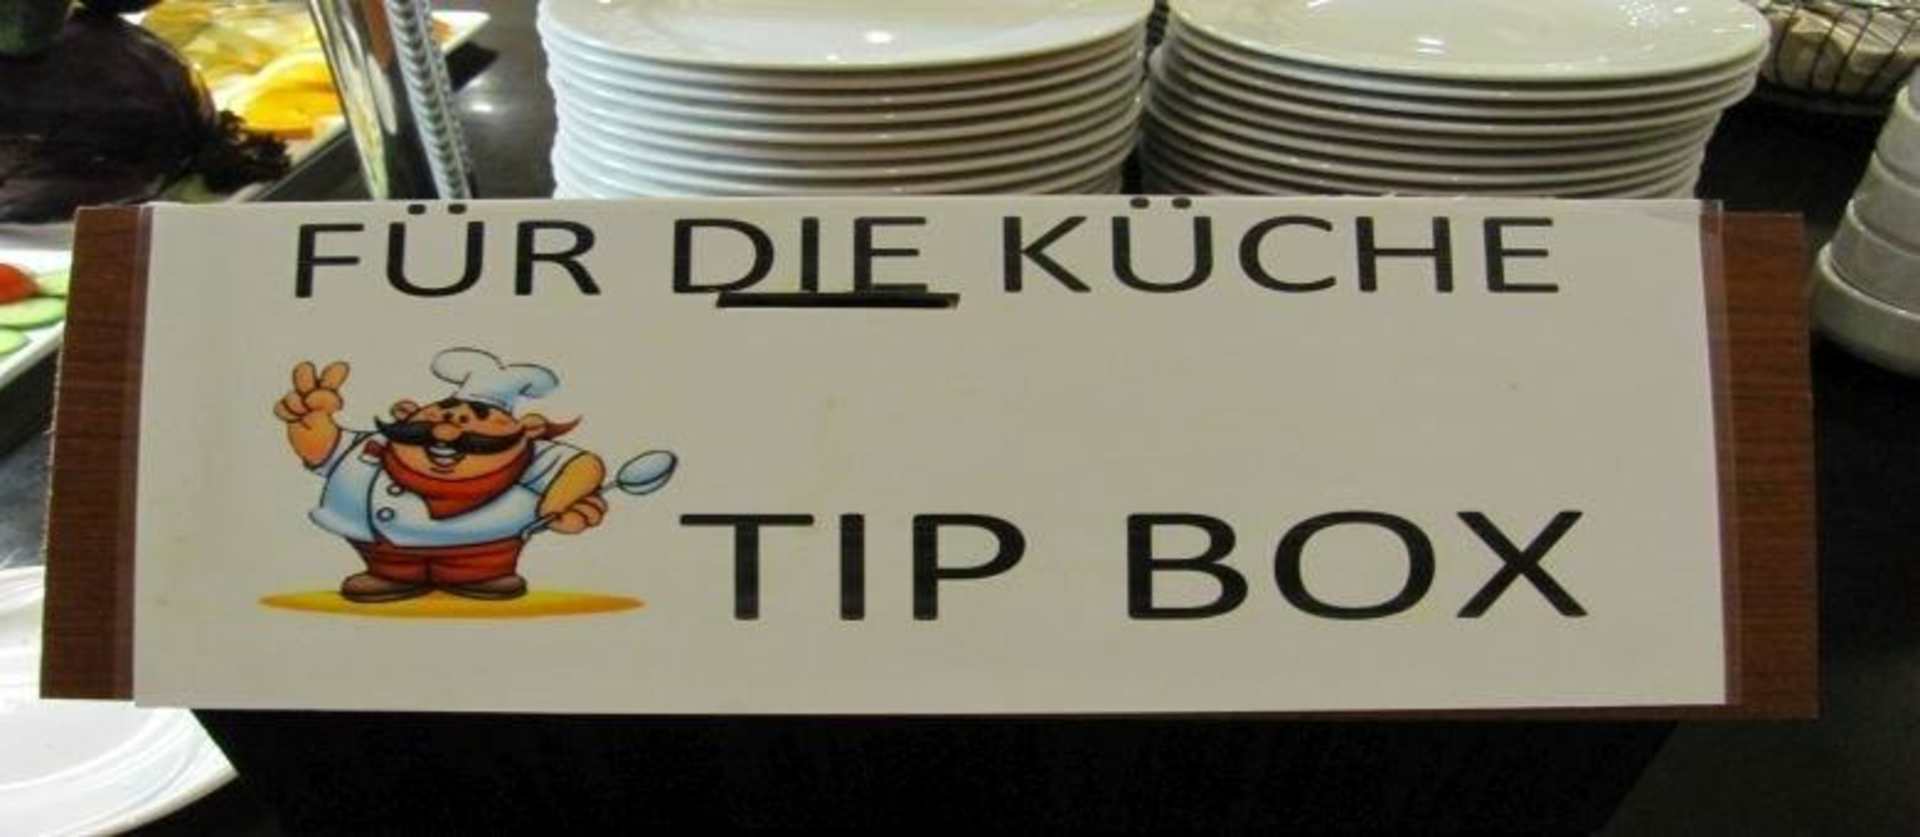 FÜR DIE KÜCHE
TIP BOX